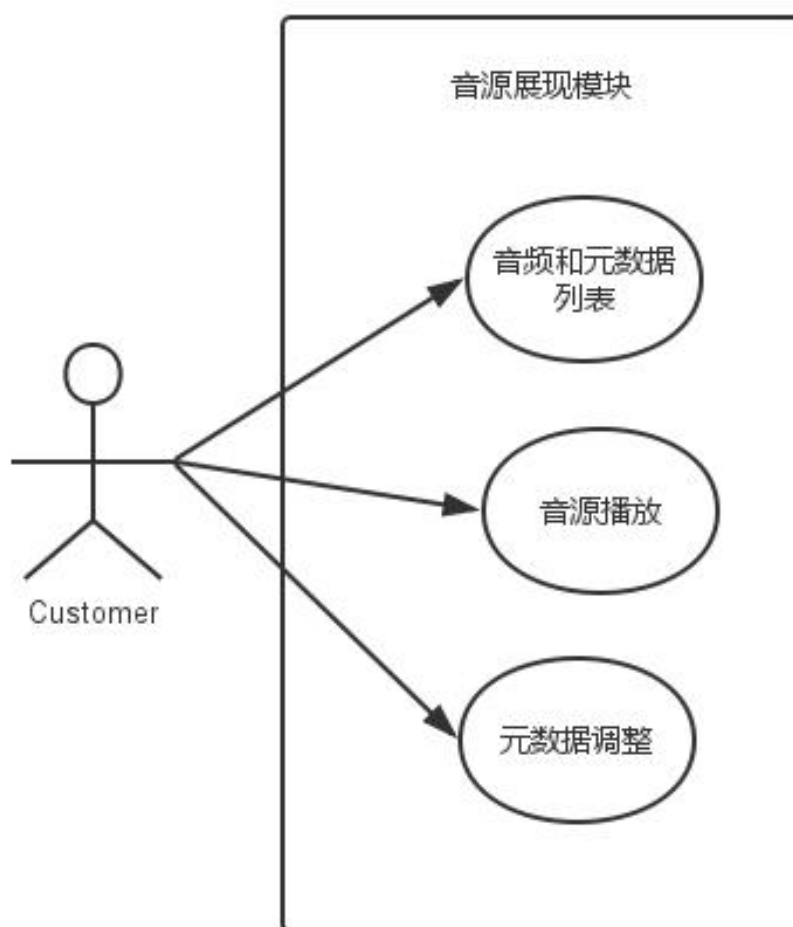 音源展现模块
音频和元数据
列表
音源播放
Customer
元数据调整